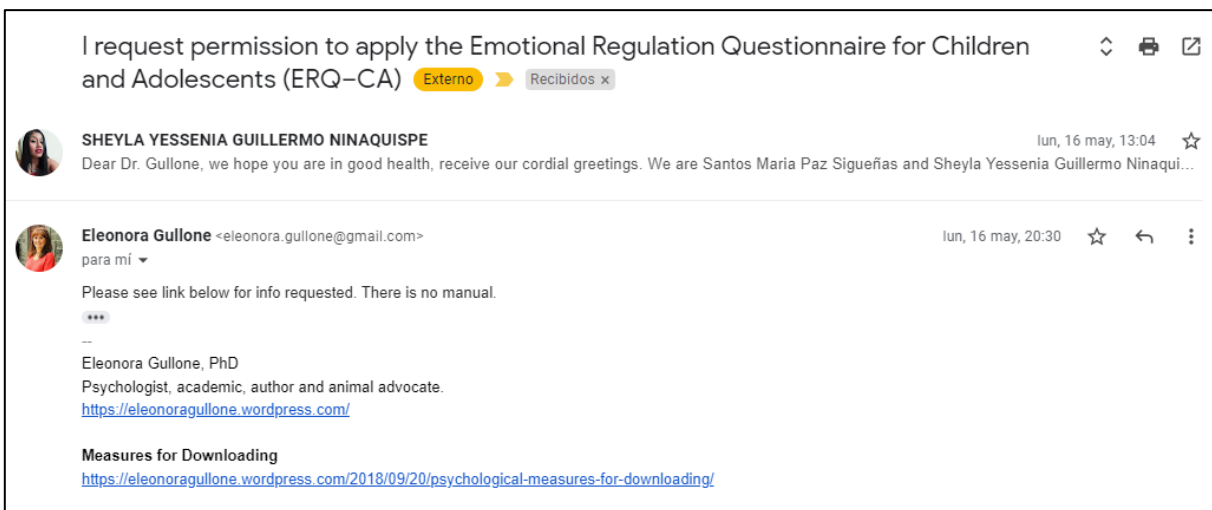 I request permission to apply the Emotional Regulation Questionnaire for Children
and Adolescents (ERQ–CA) Externo Recibidos x
SHEYLA YESSENIA GUILLERMO NINAQUISPE lun, 16 may, 13:04
Dear Dr. Gullone, we hope you are in good health, receive our cordial greetings. We are Santos Maria Paz Sigueñas and Sheyla Yessenia Guillermo Ninaqui...
Eleonora Gullone <eleonora.gullone@gmail.com> lun, 16 may, 20:30
para mí
Please see link below for info requested. There is no manual.
...
--
Eleonora Gullone, PhD
Psychologist, academic, author and animal advocate.
https://eleonoragullone.wordpress.com/
Measures for Downloading
https://eleonoragullone.wordpress.com/2018/09/20/psychological-measures-for-downloading/